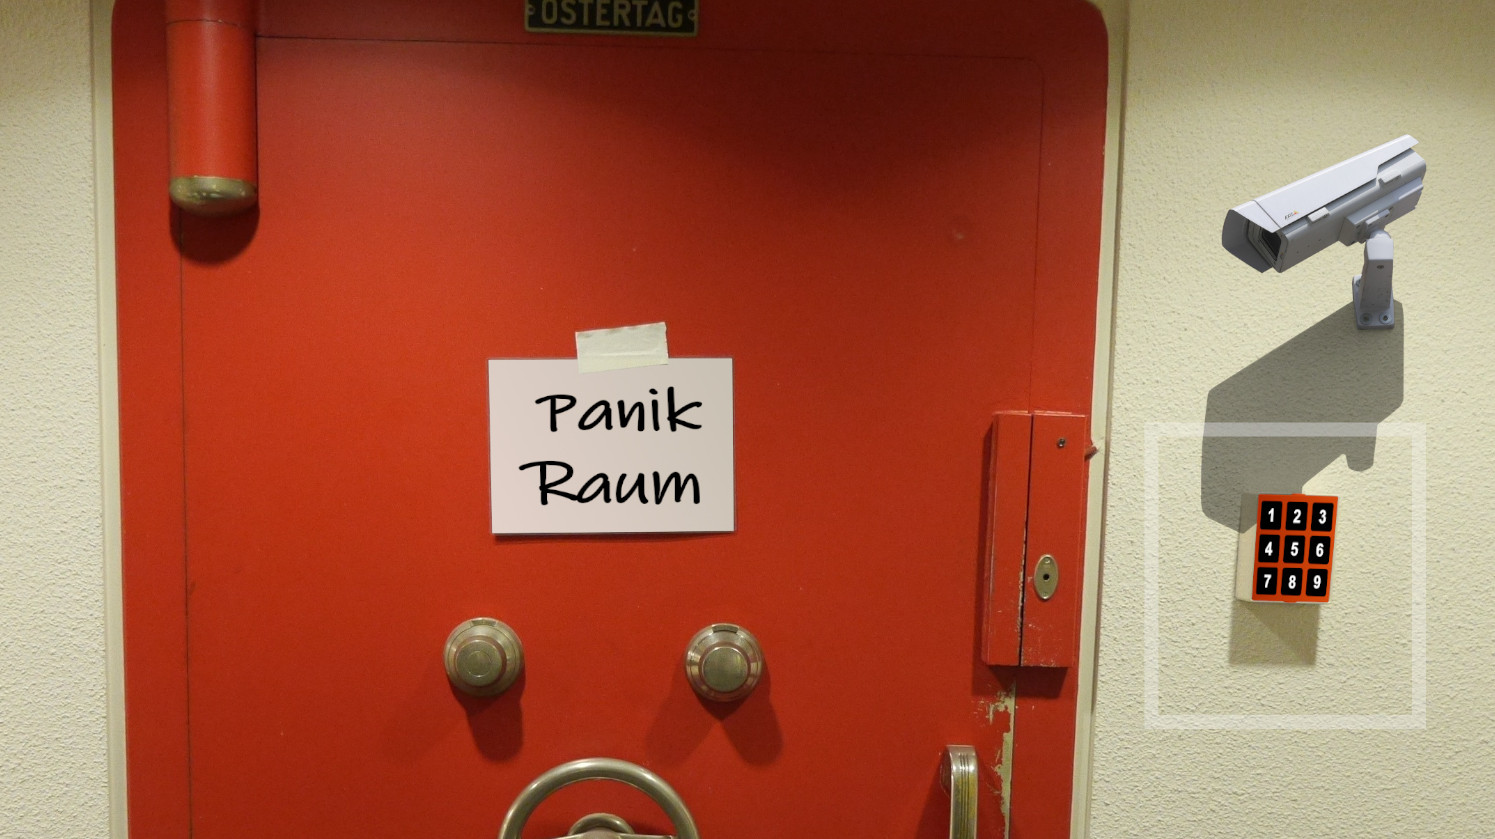 OSTERTAG
Panik
Raum
1 2 3
4 5 6
7 8 9